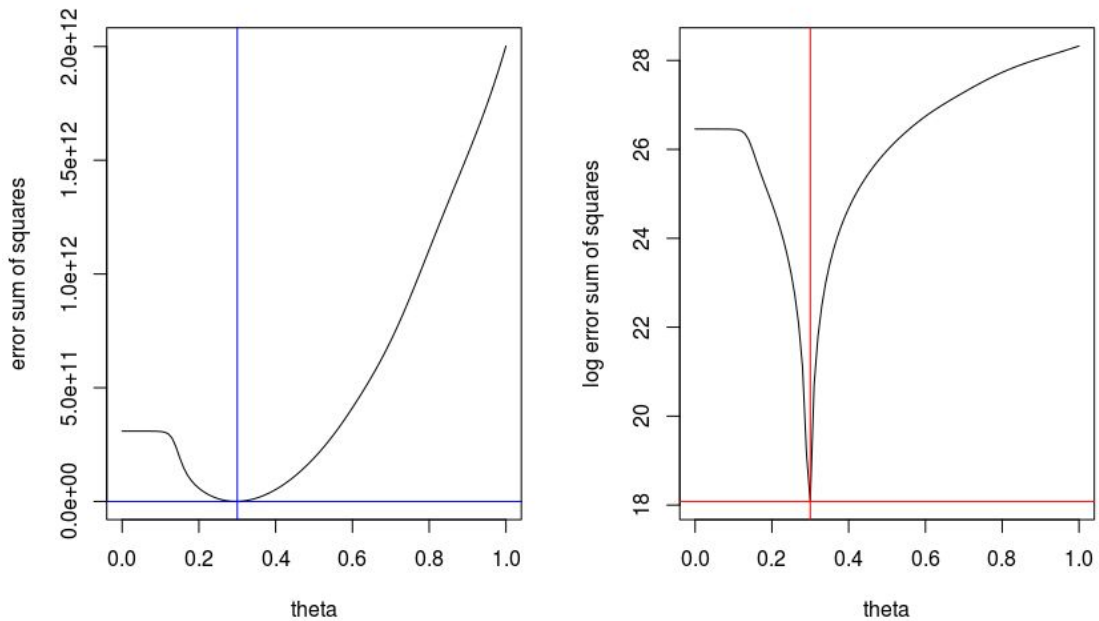 error sum of squares
2.0e+12
1.5e+12
1.0e+12
5.0e+11
0.0e+00
0.0 0.2 0.4 0.6 0.8 1.0
theta
log error sum of squares
28
26
24
22
20
18
0.0 0.2 0.4 0.6 0.8 1.0
theta